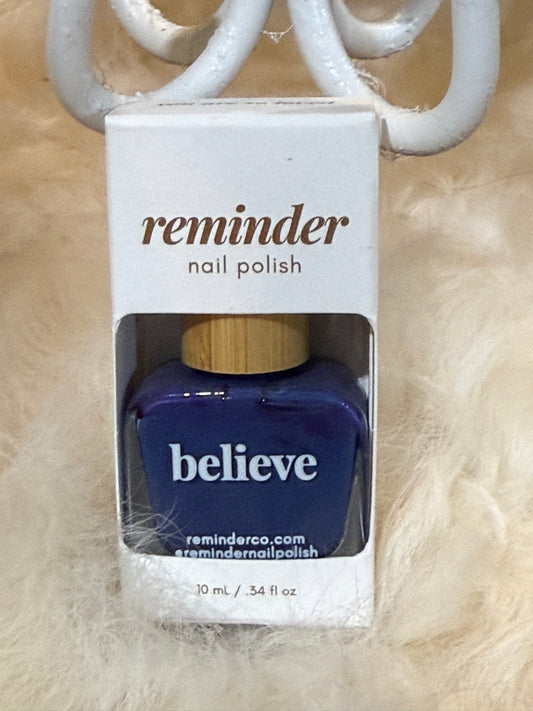 reminder
nail polish
believe
reminderco.com
@remindernailpolish
10 mL / .34 fl oz